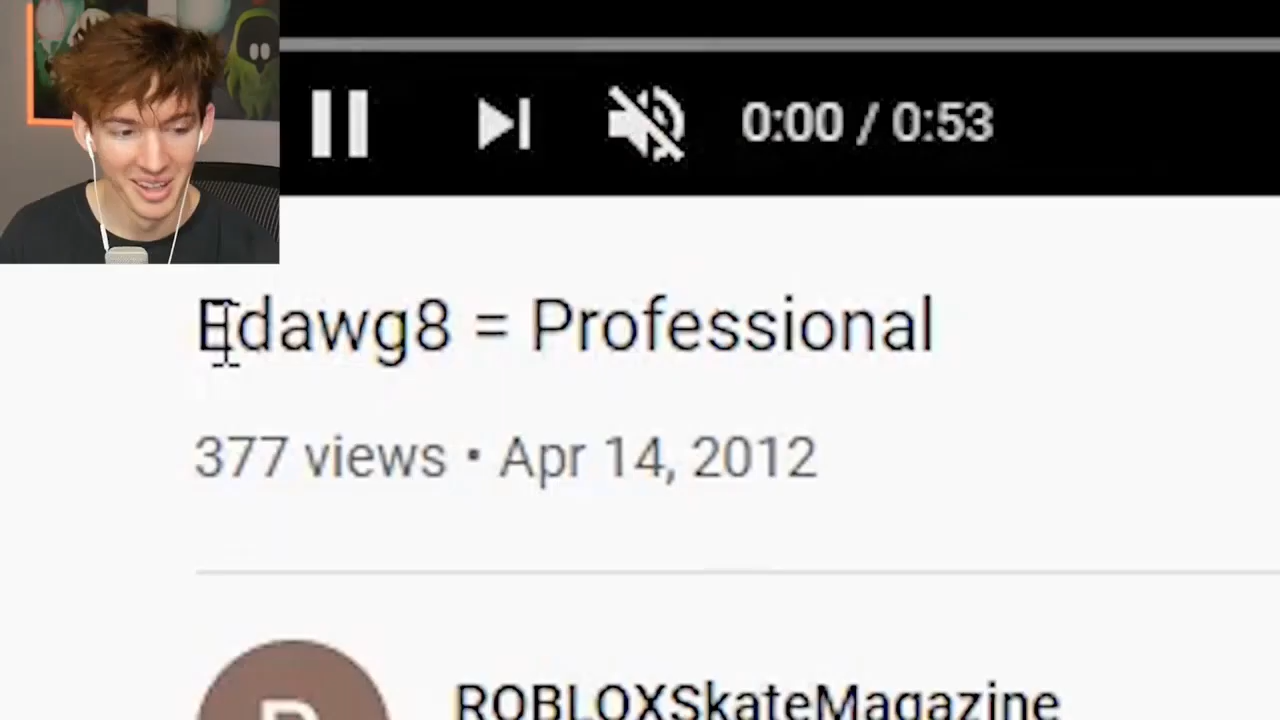 0:00 / 0:53
Edawg8 = Professional
377 views • Apr 14, 2012
R
ROBLOXSkateMagazine